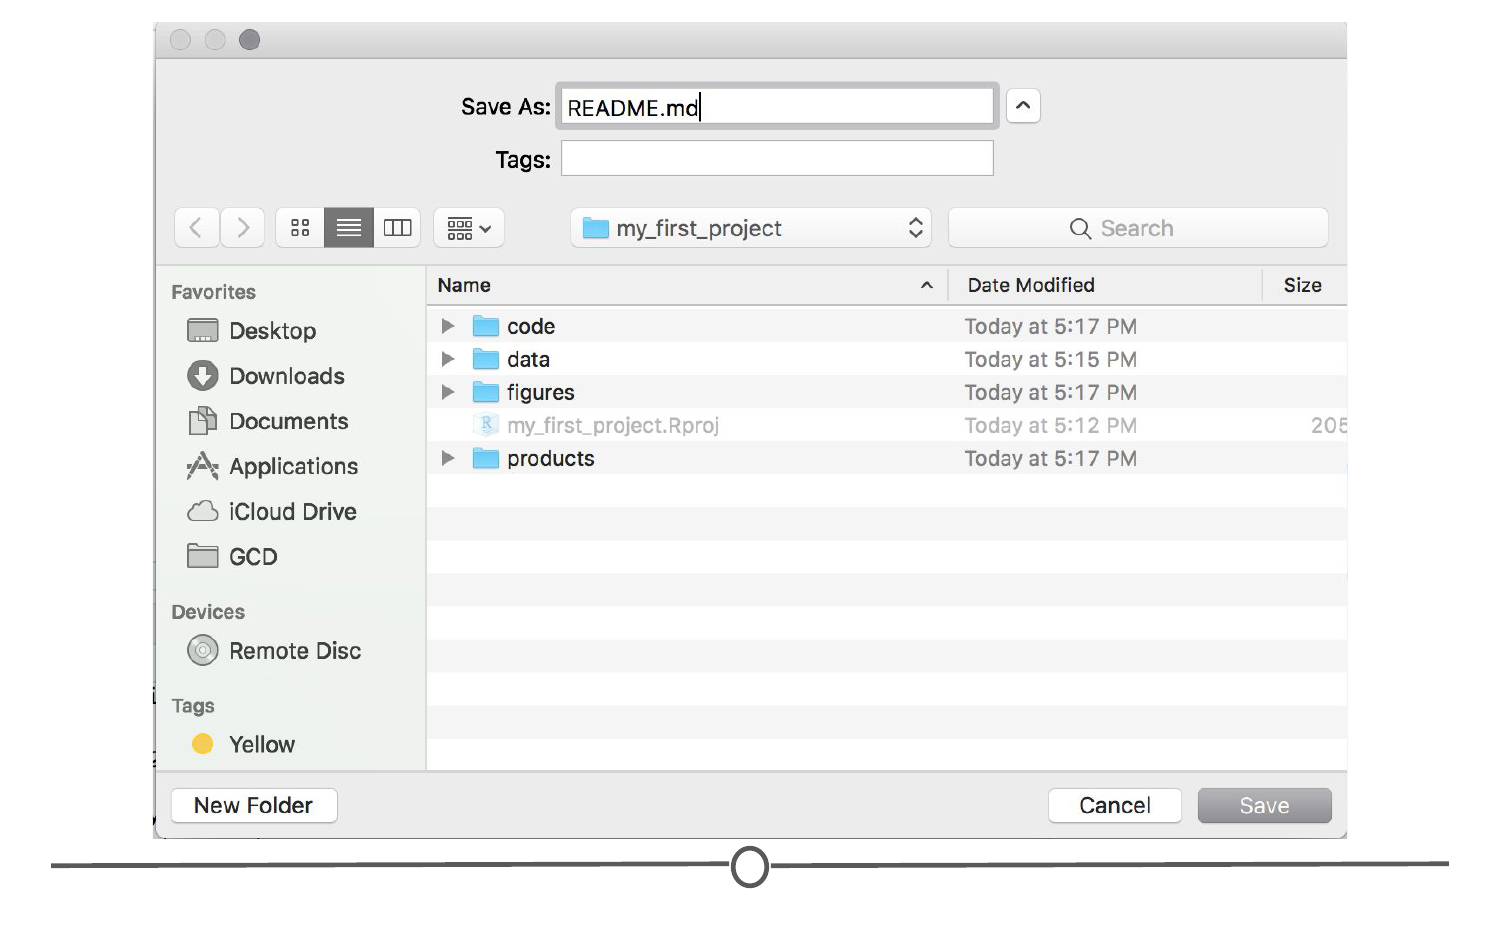 Save As: README.md
Tags:
my_first_project
Search
Favorites
Desktop
Downloads
Documents
Applications
iCloud Drive
GCD
Devices
Remote Disc
Tags
Yellow
Name Date Modified Size
code Today at 5:17 PM
data Today at 5:15 PM
figures Today at 5:17 PM
my_first_project.Rproj Today at 5:12 PM 205
products Today at 5:17 PM
New Folder Cancel Save